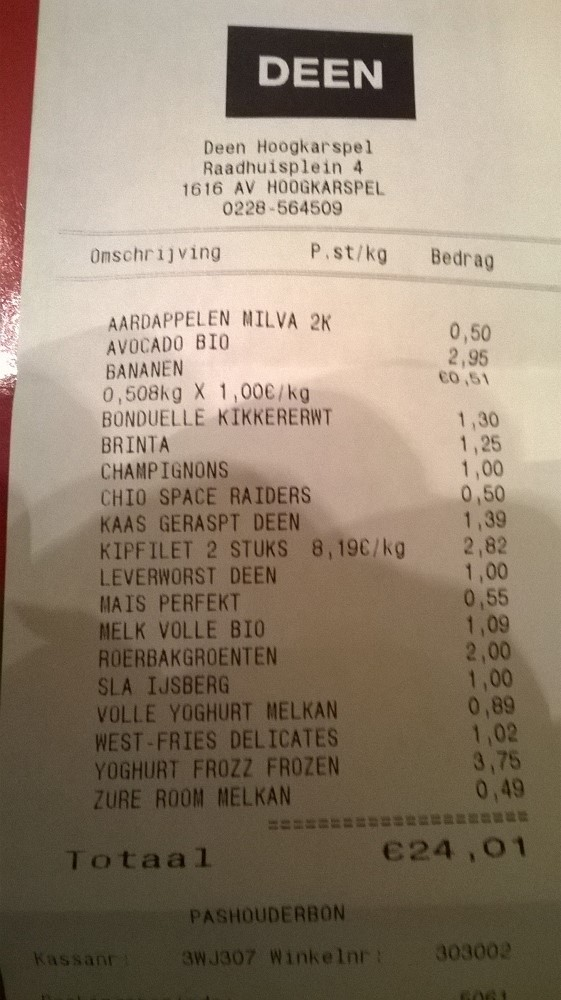 DEEN
Deen Hoogkarspel
Raadhuisplein 4
1616 AV HOOGKARSPEL
0228-564509
Omschrijving P.st/kg Bedrag
AARDAPPELEN MILVA 2K 0,50
AVOCADO BIO 2,95
BANANEN €0,51
0,508kg X 1,00€/kg
BONDUELLE KIKKERERWT 1,30
BRINTA 1,25
CHAMPIGNONS 1,00
CHIO SPACE RAIDERS 0,50
KAAS GERASPT DEEN 1,39
KIPFILET 2 STUKS 8,19€/kg 2,82
LEVERWORST DEEN 1,00
MAIS PERFEKT 0,55
MELK VOLLE BIO 1,09
ROERBAKGROENTEN 2,00
SLA IJSBERG 1,00
VOLLE YOGHURT MELKAN 0,89
WEST-FRIES DELICATES 1,02
YOGHURT FROZZ FROZEN 3,75
ZURE ROOM MELKAN 0,49
Totaal €24,01
PASHOUDERBON
Kassanr: 3WJ307 Winkelnr: 303002